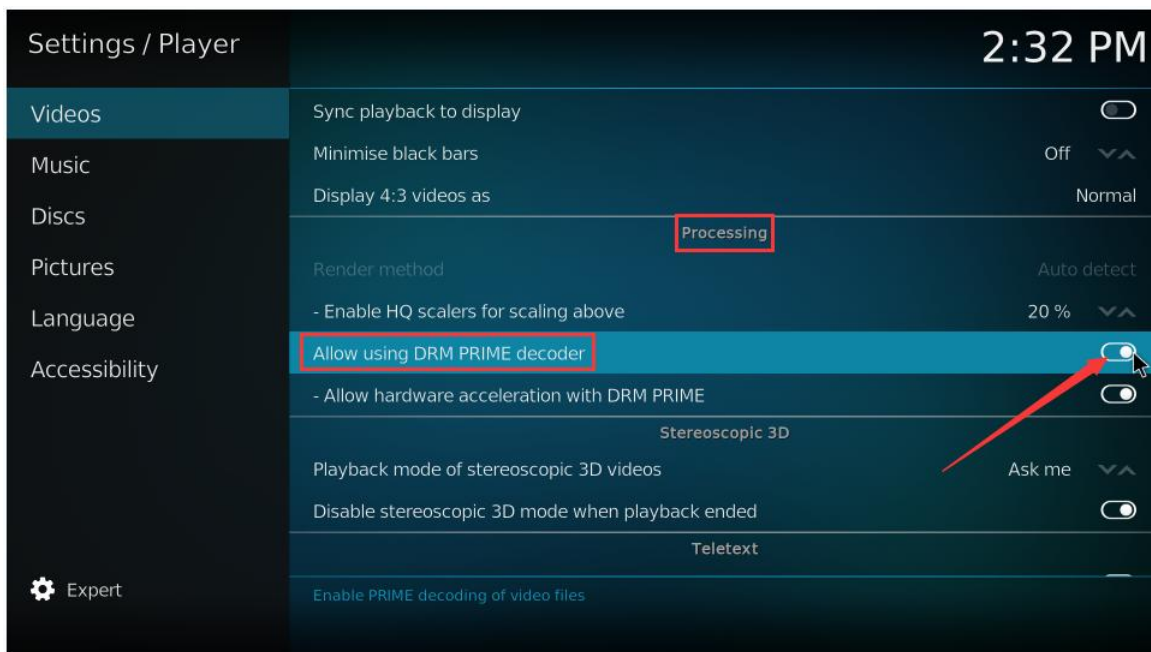 Settings / Player
2:32 PM
Videos
Music
Discs
Pictures
Language
Accessibility
Expert
Sync playback to display
Minimise black bars Off
Display 4:3 videos as Normal
Processing
Render method Auto detect
- Enable HQ scalers for scaling above 20 %
Allow using DRM PRIME decoder
- Allow hardware acceleration with DRM PRIME
Stereoscopic 3D
Playback mode of stereoscopic 3D videos Ask me
Disable stereoscopic 3D mode when playback ended
Teletext
Enable PRIME decoding of video files